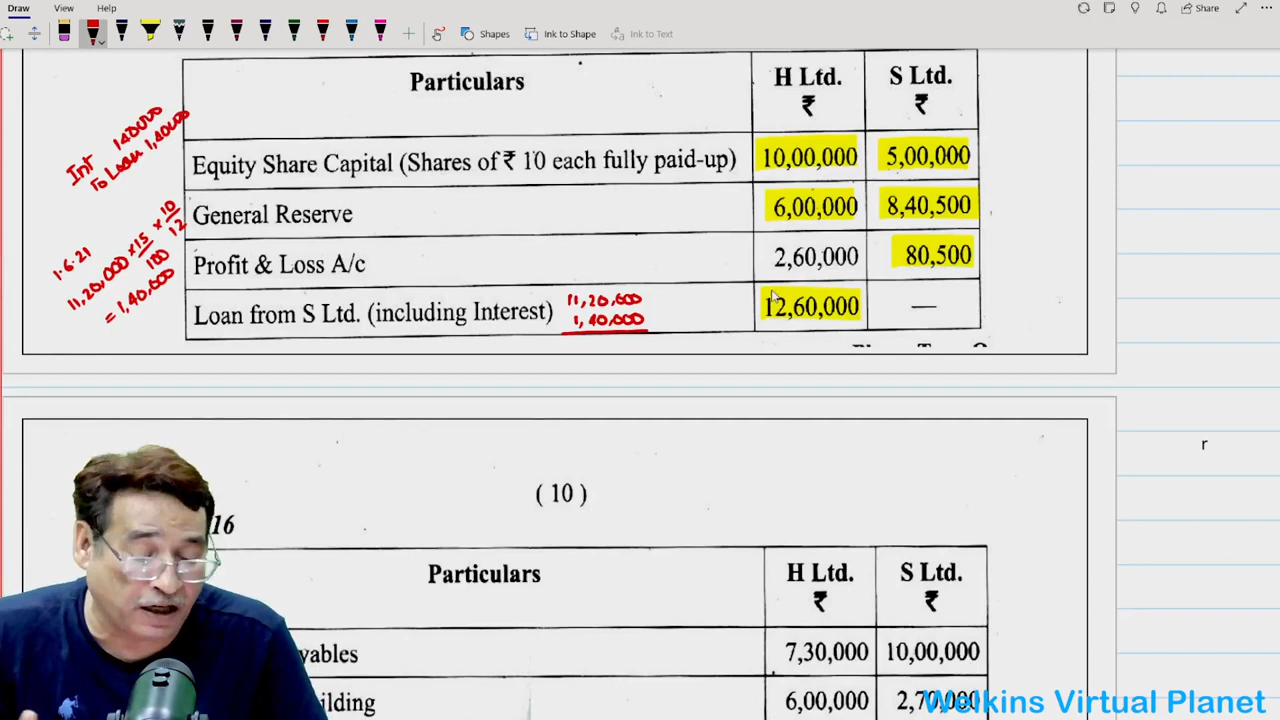 Draw View Help
Share
Shapes Ink to Shape Ink to Text
Particulars H Ltd. S Ltd.
₹ ₹
Int 140000
To Loan 1,40,000
Equity Share Capital (Shares of ₹ 10 each fully paid-up) 10,00,000 5,00,000
General Reserve 6,00,000 8,40,500
1.6.21
11,20,000 × 15/100 × 10/12
= 1,40,000
Profit & Loss A/c 2,60,000 80,500
Loan from S Ltd. (including Interest) 11,20,000 12,60,000 —
1,40,000
r
( 10 )
16
Particulars H Ltd. S Ltd.
₹ ₹
yables 7,30,000 10,00,000
ilding 6,00,000 2,70,000
Welkins Virtual Planet